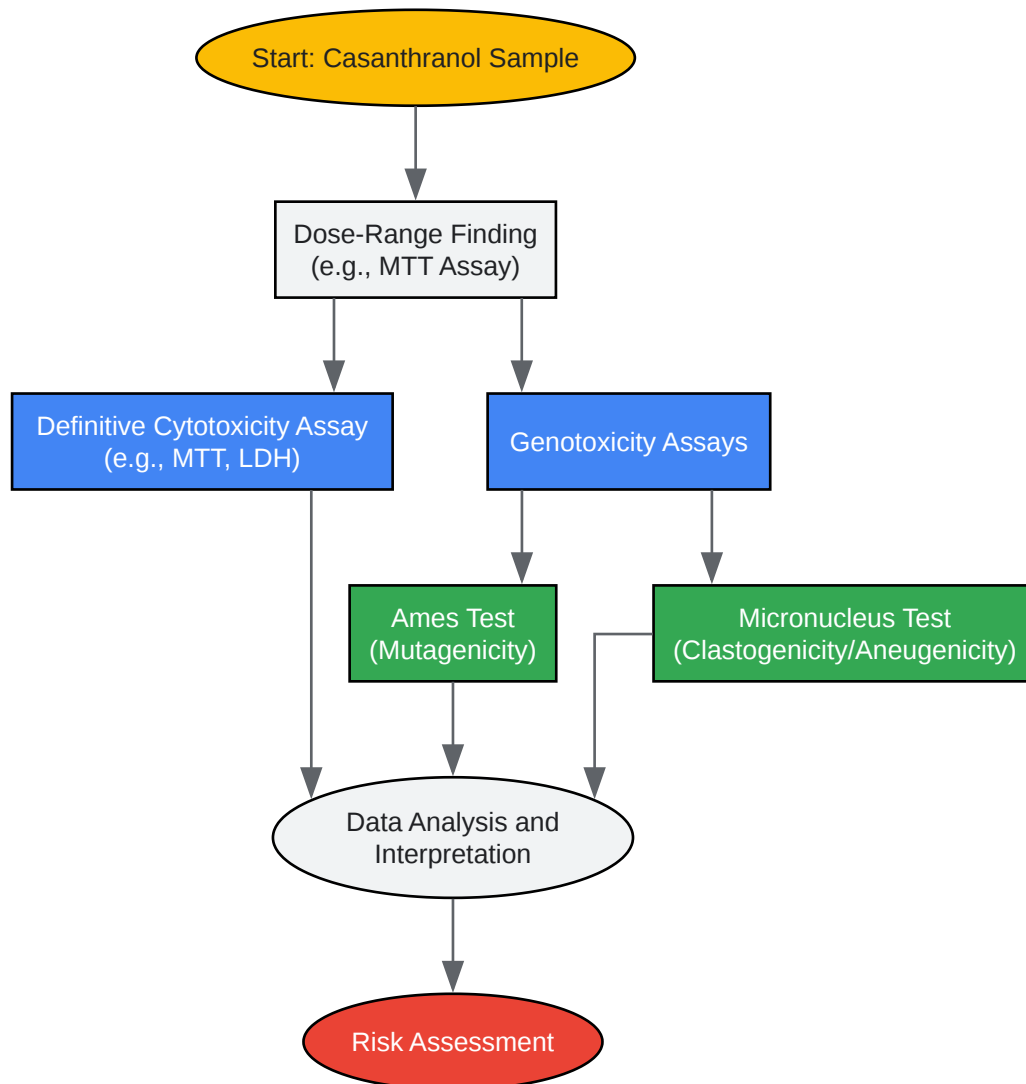 Start: Casanthranol Sample
Dose-Range Finding
(e.g., MTT Assay)
Definitive Cytotoxicity Assay
(e.g., MTT, LDH)
Genotoxicity Assays
Ames Test
(Mutagenicity)
Micronucleus Test
(Clastogenicity/Aneugenicity)
Data Analysis and
Interpretation
Risk Assessment